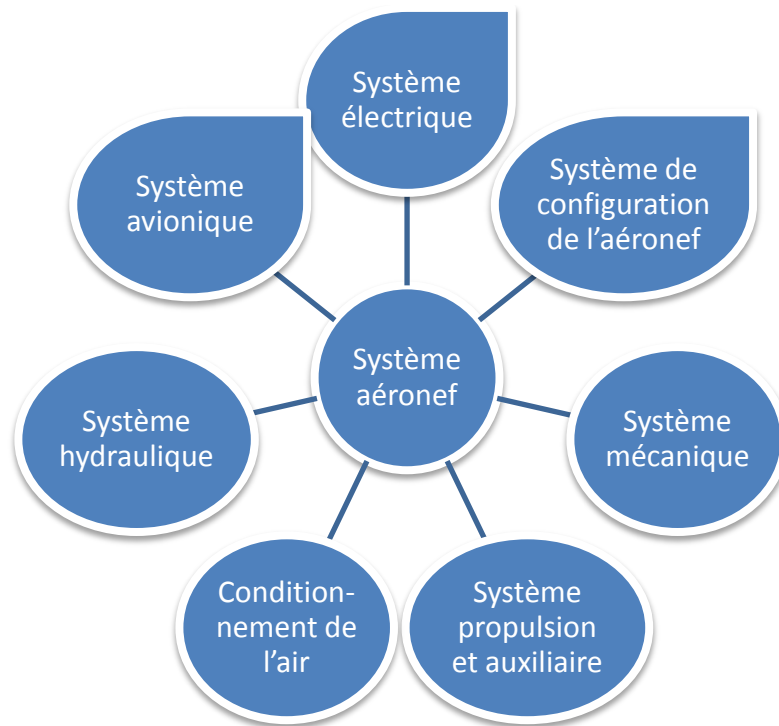 Système
électrique
Système
avionique
Système de
configuration
de l'aéronef
Système
aéronef
Système
hydraulique
Système
mécanique
Condition-
nement de
l'air
Système
propulsion
et auxiliaire